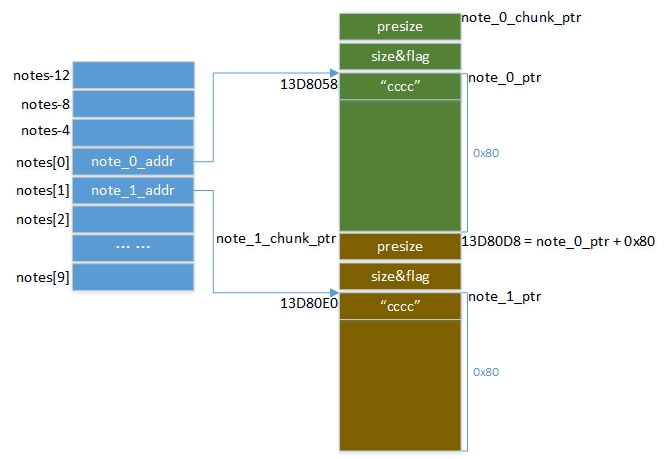 notes-12
notes-8
notes-4
notes[0]
note_0_addr
notes[1]
note_1_addr
notes[2]
... ...
notes[9]
note_0_chunk_ptr
presize
size&flag
note_0_ptr
13D8058
“cccc”
0x80
note_1_chunk_ptr
presize
13D80D8 = note_0_ptr + 0x80
size&flag
note_1_ptr
13D80E0
“cccc”
0x80